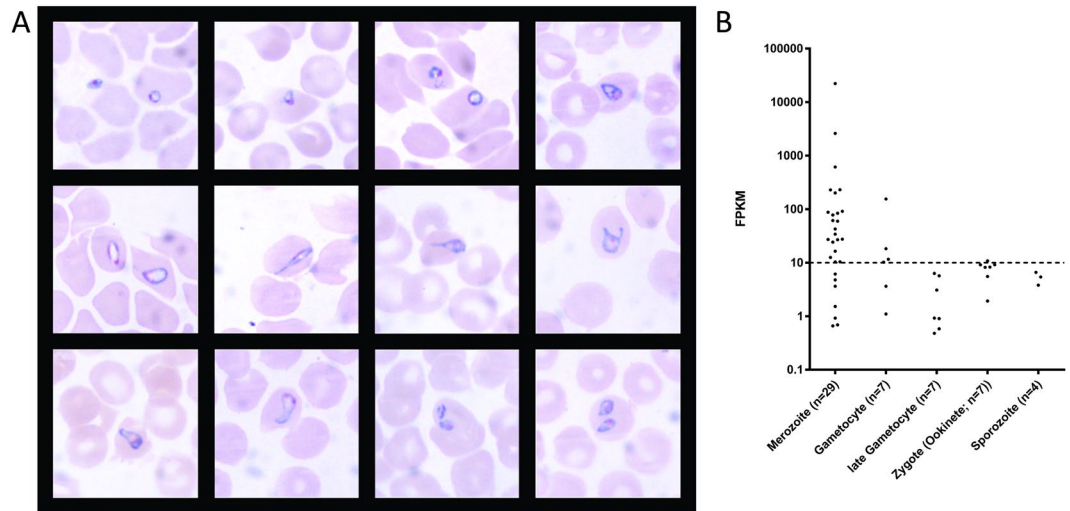 A
B
100000
10000
1000
100
10
1
0.1
FPKM
Merozoite (n=29)
Gametocyte (n=7)
late Gametocyte (n=7)
Zygote (Ookinete; n=7))
Sporozoite (n=4)